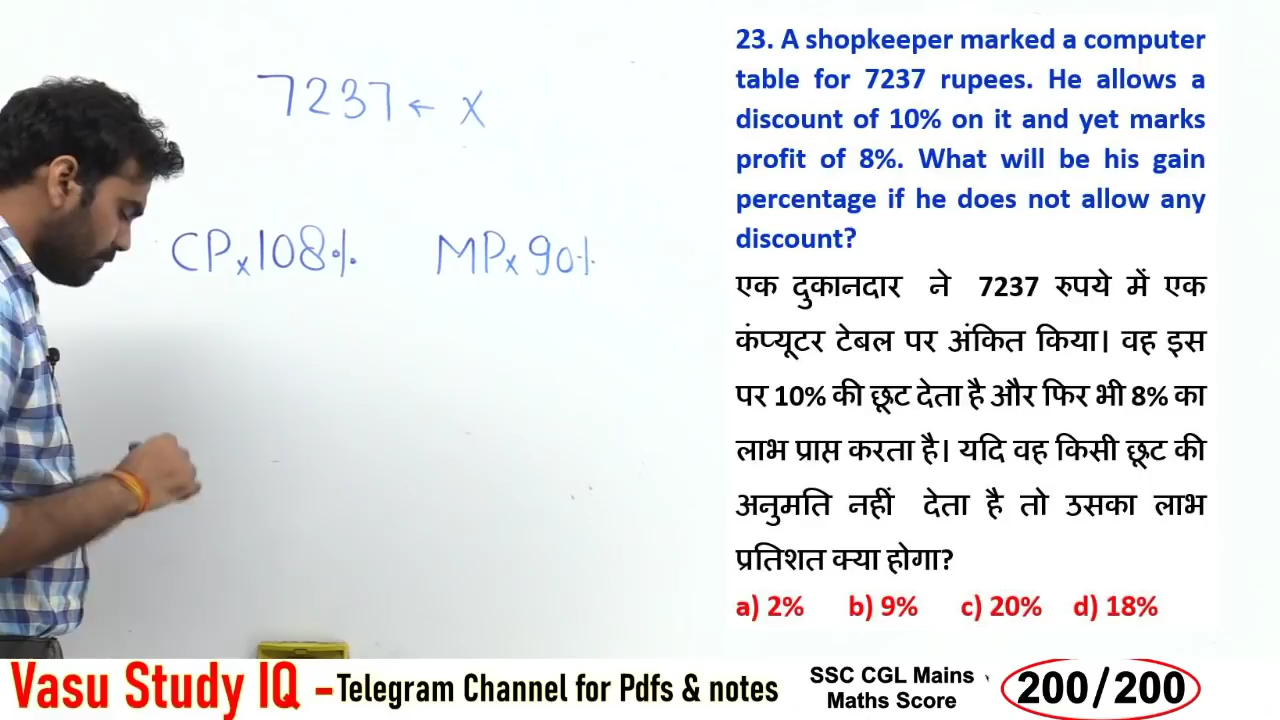 7237 ← x
CP x 108% MP x 90%
23. A shopkeeper marked a computer
table for 7237 rupees. He allows a
discount of 10% on it and yet marks
profit of 8%. What will be his gain
percentage if he does not allow any
discount?
एक दुकानदार ने 7237 रुपये में एक
कंप्यूटर टेबल पर अंकित किया। वह इस
पर 10% की छूट देता है और फिर भी 8% का
लाभ प्राप्त करता है। यदि वह किसी छूट की
अनुमति नहीं देता है तो उसका लाभ
प्रतिशत क्या होगा?
a) 2% b) 9% c) 20% d) 18%
Vasu Study IQ – Telegram Channel for Pdfs & notes
SSC CGL Mains
Maths Score
200/200